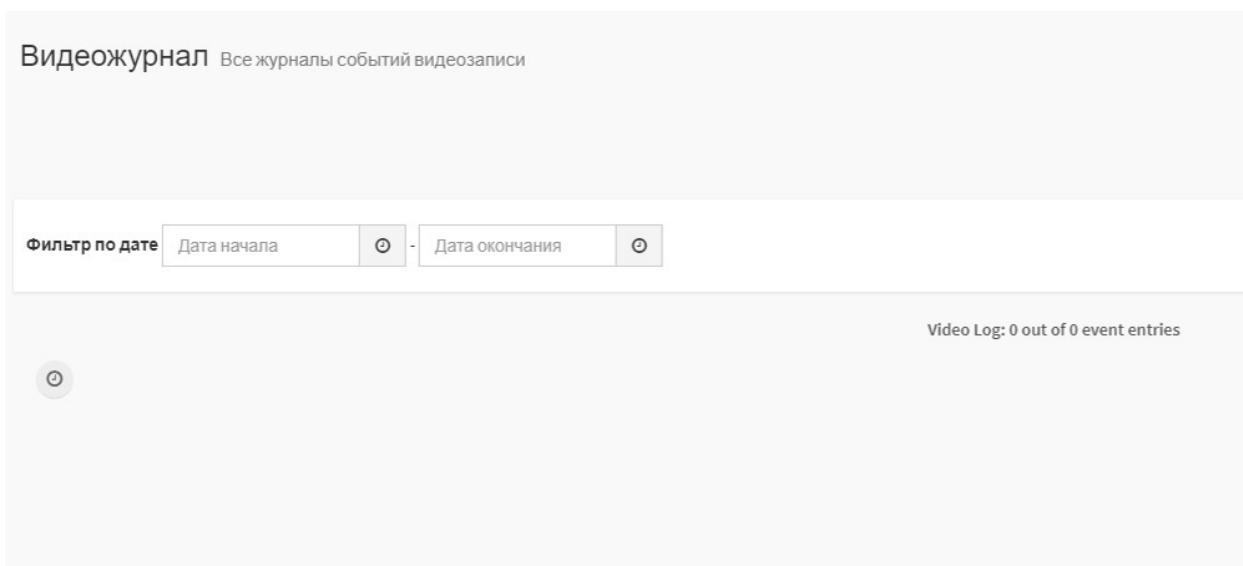 Видеожурнал Все журналы событий видеозаписи
Фильтр по дате Дата начала - Дата окончания
Video Log: 0 out of 0 event entries